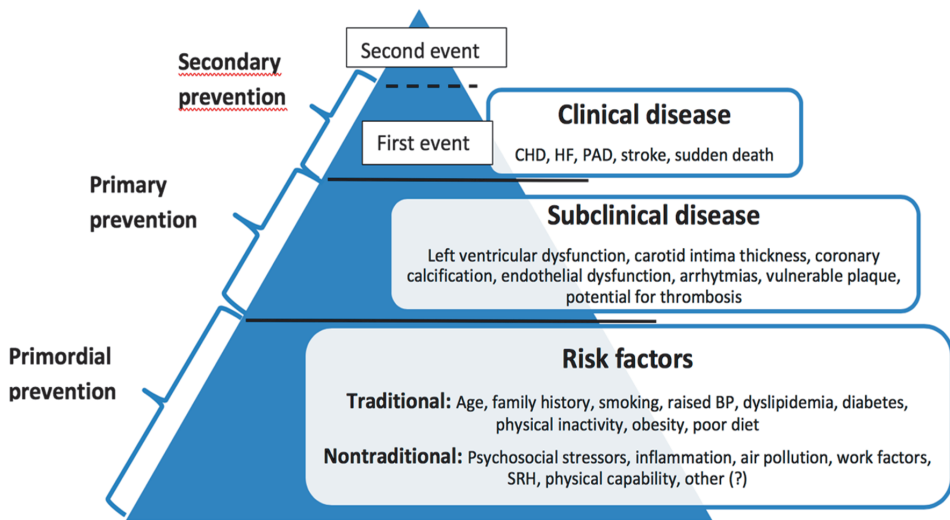 Secondary
prevention
Second event
Clinical disease
CHD, HF, PAD, stroke, sudden death
First event
Primary
prevention
Subclinical disease
Left ventricular dysfunction, carotid intima thickness, coronary
calcification, endothelial dysfunction, arrhytmias, vulnerable plaque,
potential for thrombosis
Primordial
prevention
Risk factors
Traditional: Age, family history, smoking, raised BP, dyslipidemia, diabetes,
physical inactivity, obesity, poor diet
Nontraditional: Psychosocial stressors, inflammation, air pollution, work factors,
SRH, physical capability, other (?)